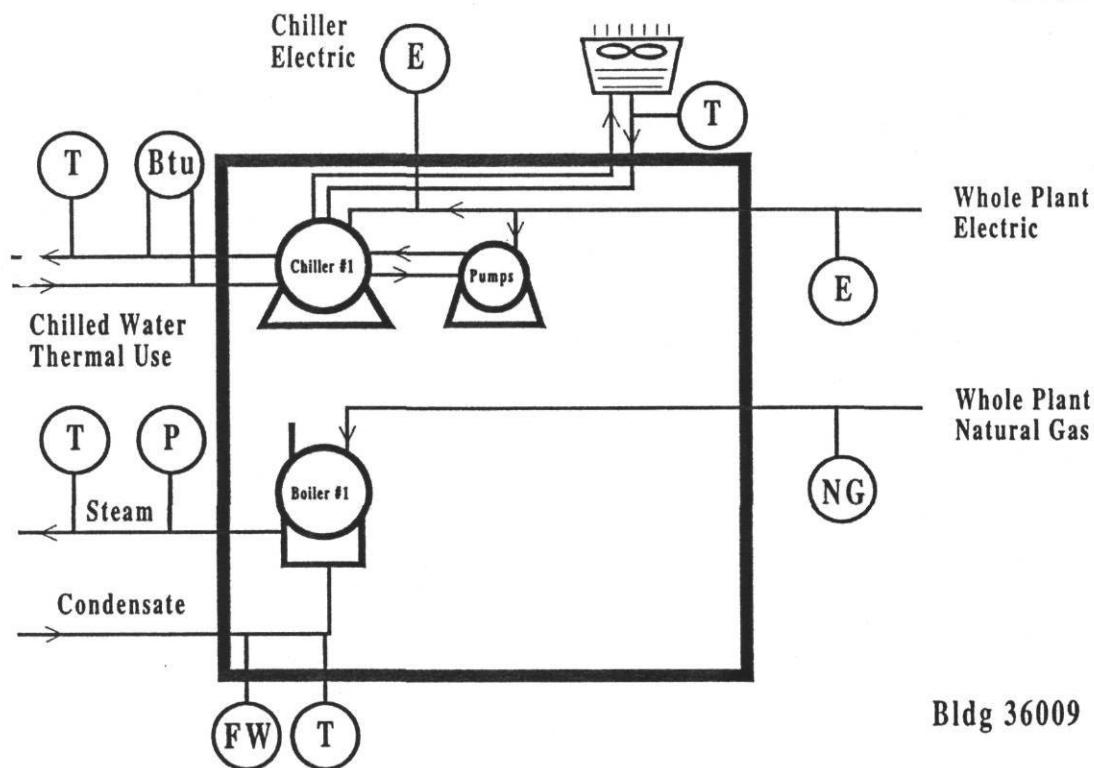 Chiller
Electric
E
T
T
Btu
Whole Plant
Electric
Chiller #1
Pumps
E
Chilled Water
Thermal Use
Whole Plant
Natural Gas
T
P
NG
Boiler #1
Steam
Condensate
FW
T
Bldg 36009